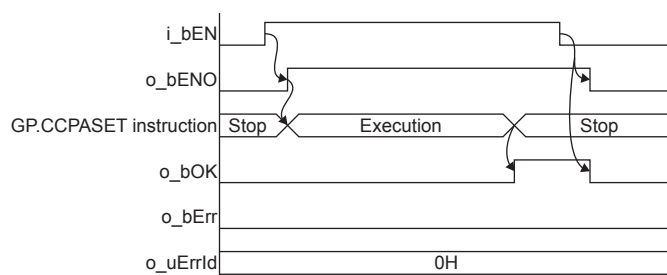 i_bEN
o_bENO
GP.CCPASET instruction Stop Execution Stop
o_bOK
o_bErr
o_uErrId 0H